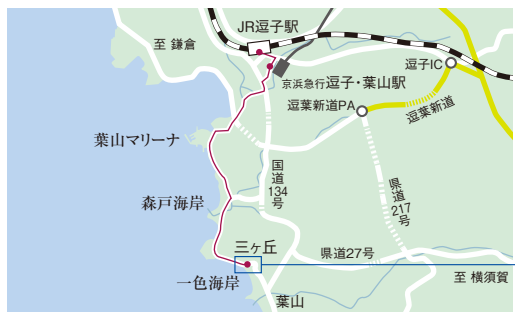 JR逗子駅
至 鎌倉
京浜急行逗子・葉山駅
逗子IC
逗葉新道PA
逗葉新道
葉山マリーナ
国道134号
県道217号
森戸海岸
三ヶ丘
県道27号
一色海岸
至 横須賀
葉山